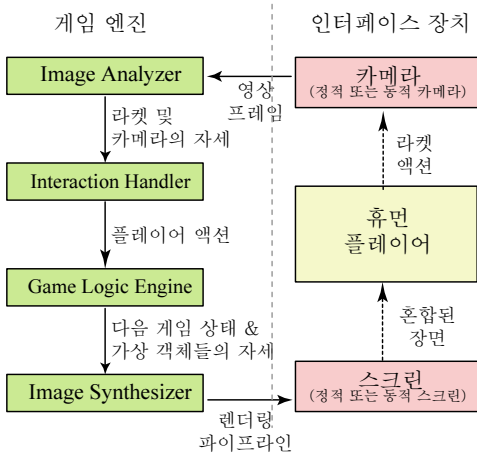 게임 엔진
인터페이스 장치
Image Analyzer
영상
프레임
카메라
(정적 또는 동적 카메라)
라켓 및
카메라의 자세
라켓
액션
Interaction Handler
휴먼
플레이어
플레이어 액션
Game Logic Engine
다음 게임 상태 &
가상 객체들의 자세
혼합된
장면
Image Synthesizer
스크린
(정적 또는 동적 스크린)
렌더링
파이프라인